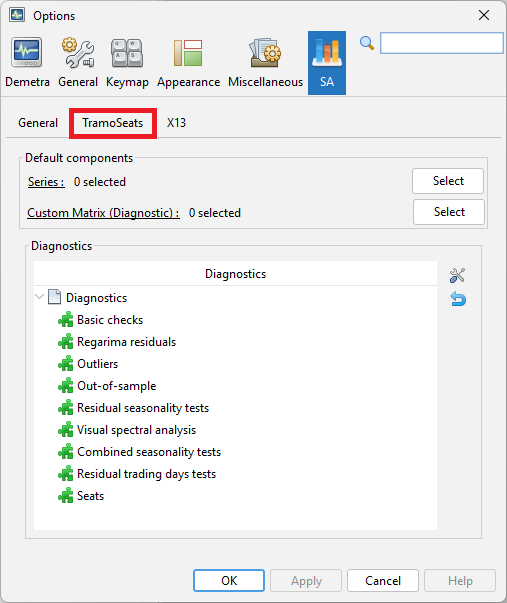 Options
Demetra General Keymap Appearance Miscellaneous SA
General TramoSeats X13
Default components
Series : 0 selected Select
Custom Matrix (Diagnostic) : 0 selected Select
Diagnostics
Diagnostics
Diagnostics
Basic checks
Regarima residuals
Outliers
Out-of-sample
Residual seasonality tests
Visual spectral analysis
Combined seasonality tests
Residual trading days tests
Seats
OK Apply Cancel Help